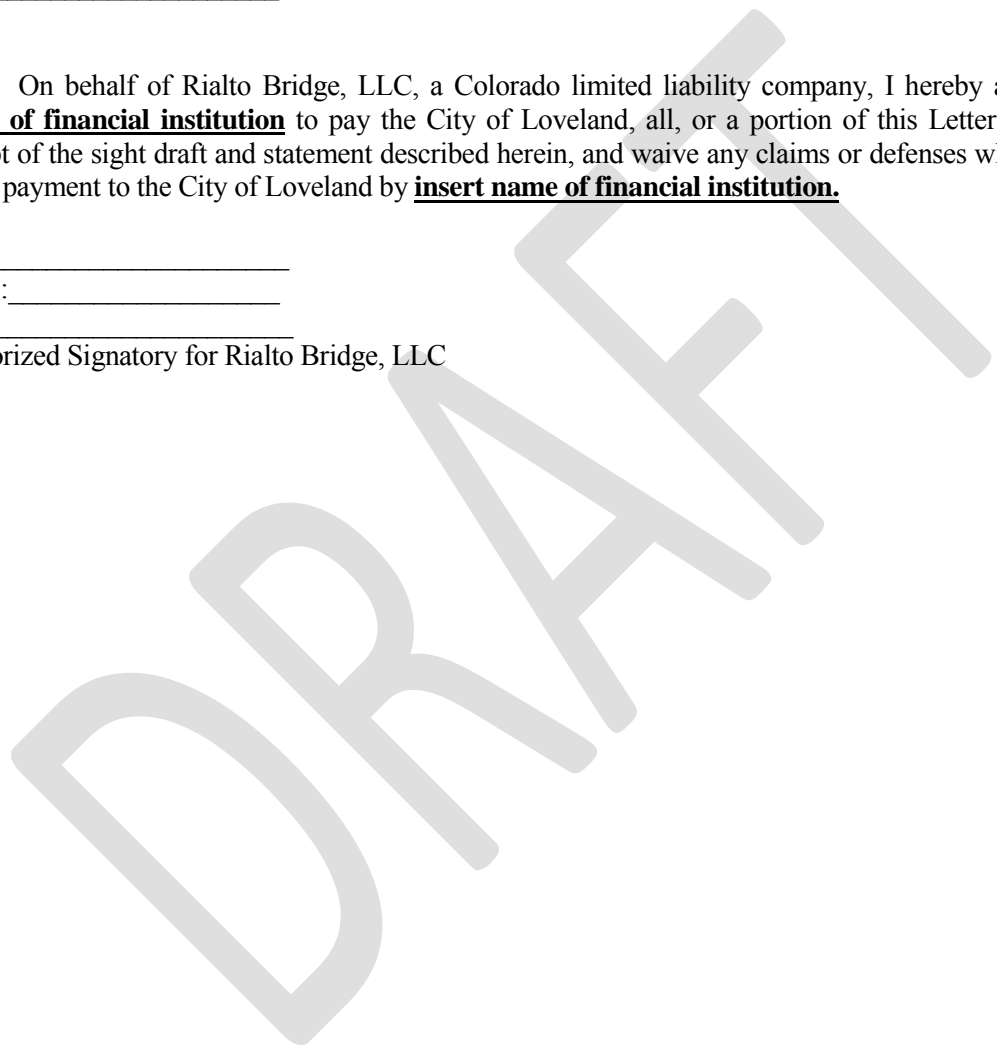 On behalf of Rialto Bridge, LLC, a Colorado limited liability company, I hereby
of financial institution to pay the City of Loveland, all, or a portion of this Letter
of the sight draft and statement described herein, and waive any claims or defenses
payment to the City of Loveland by insert name of financial institution.
:___________________
Signatory for Rialto Bridge, LLC
DRAFT